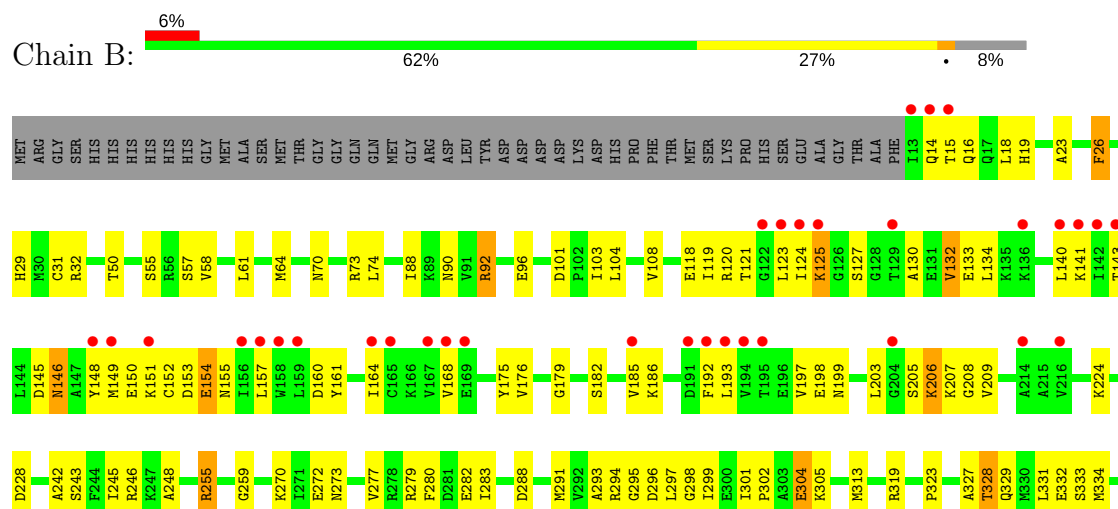 6%
Chain B:
62% 27% • 8%
MET ARG GLY SER HIS HIS HIS HIS HIS HIS GLY MET ALA SER MET THR GLY GLY GLN GLN MET GLY ARG ASP LEU TYR ASP ASP ASP ASP LYS ASP HIS PRO PHE THR MET SER LYS PRO HIS SER GLU ALA GLY THR ALA PHE I13 Q14 T15 Q16 Q17 L18 H19 A23 F26
H29 M30 C31 R32 T50 S55 R56 S57 V58 L61 M64 N70 R73 L74 I88 K89 N90 V91 R92 E96 D101 P102 I103 L104 V108 E118 I119 R120 T121 G122 L123 I124 K125 G126 S127 G128 T129 A130 E131 V132 E133 L134 K135 K136 L140 K141 I142 T143
L144 D145 N146 A147 Y148 M149 E150 K151 C152 D153 E154 N155 I156 L157 W158 L159 D160 Y161 I164 C165 K166 V167 V168 E169 Y175 V176 G179 S182 V185 K186 D191 F192 L193 V194 T195 E196 V197 E198 N199 L203 G204 S205 K206 K207 G208 V209 A214 A215 V216 K224
D228 A242 S243 F244 I245 R246 K247 A248 R255 G259 K270 I271 E272 N273 V277 R278 R279 F280 D281 E282 I283 D288 M291 V292 A293 R294 G295 D296 L297 G298 I299 E300 I301 P302 A303 E304 K305 M313 R319 P323 A327 T328 Q329 M330 L331 E332 S333 M334